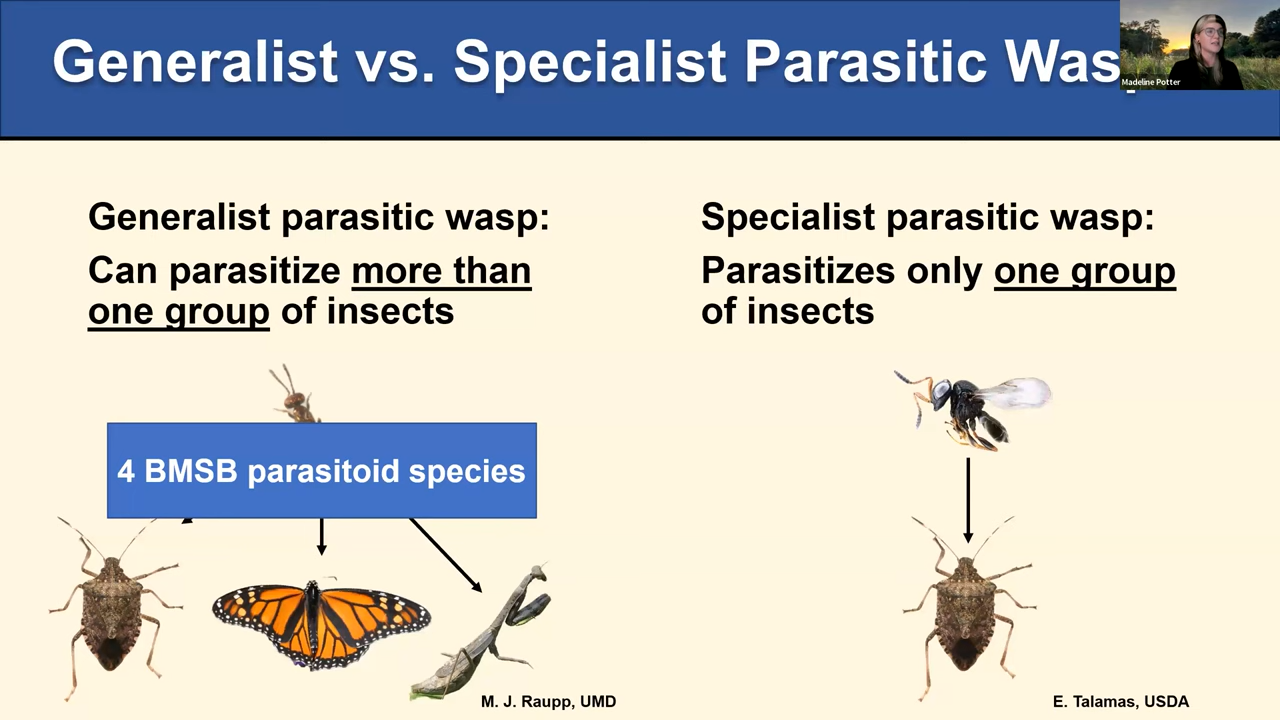 Generalist vs. Specialist Parasitic
Madeline Potter
Generalist parasitic wasp:
Can parasitize more than
one group of insects
Specialist parasitic wasp:
Parasitizes only one group
of insects
4 BMSB parasitoid species
M. J. Raupp, UMD
E. Talamas, USDA